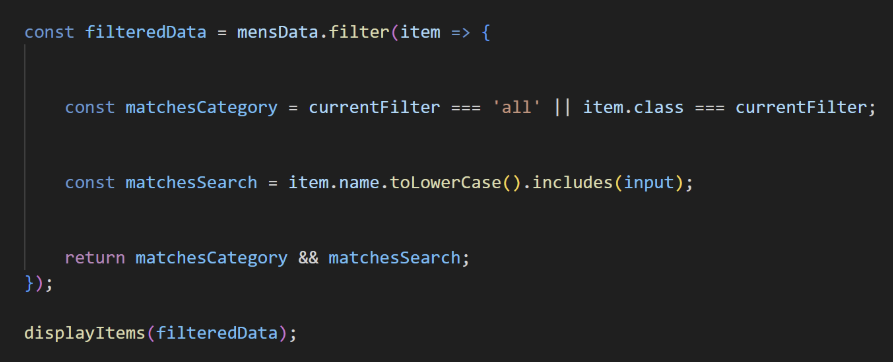 const filteredData = mensData.filter(item => {
const matchesCategory = currentFilter === 'all' || item.class === currentFilter;
const matchesSearch = item.name.toLowerCase().includes(input);
return matchesCategory && matchesSearch;
});
displayItems(filteredData);